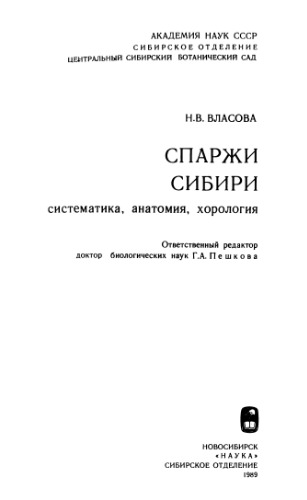 АКАДЕМИЯ НАУК СССР
СИБИРСКОЕ ОТДЕЛЕНИЕ
ЦЕНТРАЛЬНЫЙ СИБИРСКИЙ БОТАНИЧЕСКИЙ САД
Н.В. ВЛАСОВА
СПАРЖИ
СИБИРИ
систематика, анатомия, хорология
Ответственный редактор
доктор биологических наук Г.А. Пешкова
НОВОСИБИРСК
«НАУКА»
СИБИРСКОЕ ОТДЕЛЕНИЕ
1989